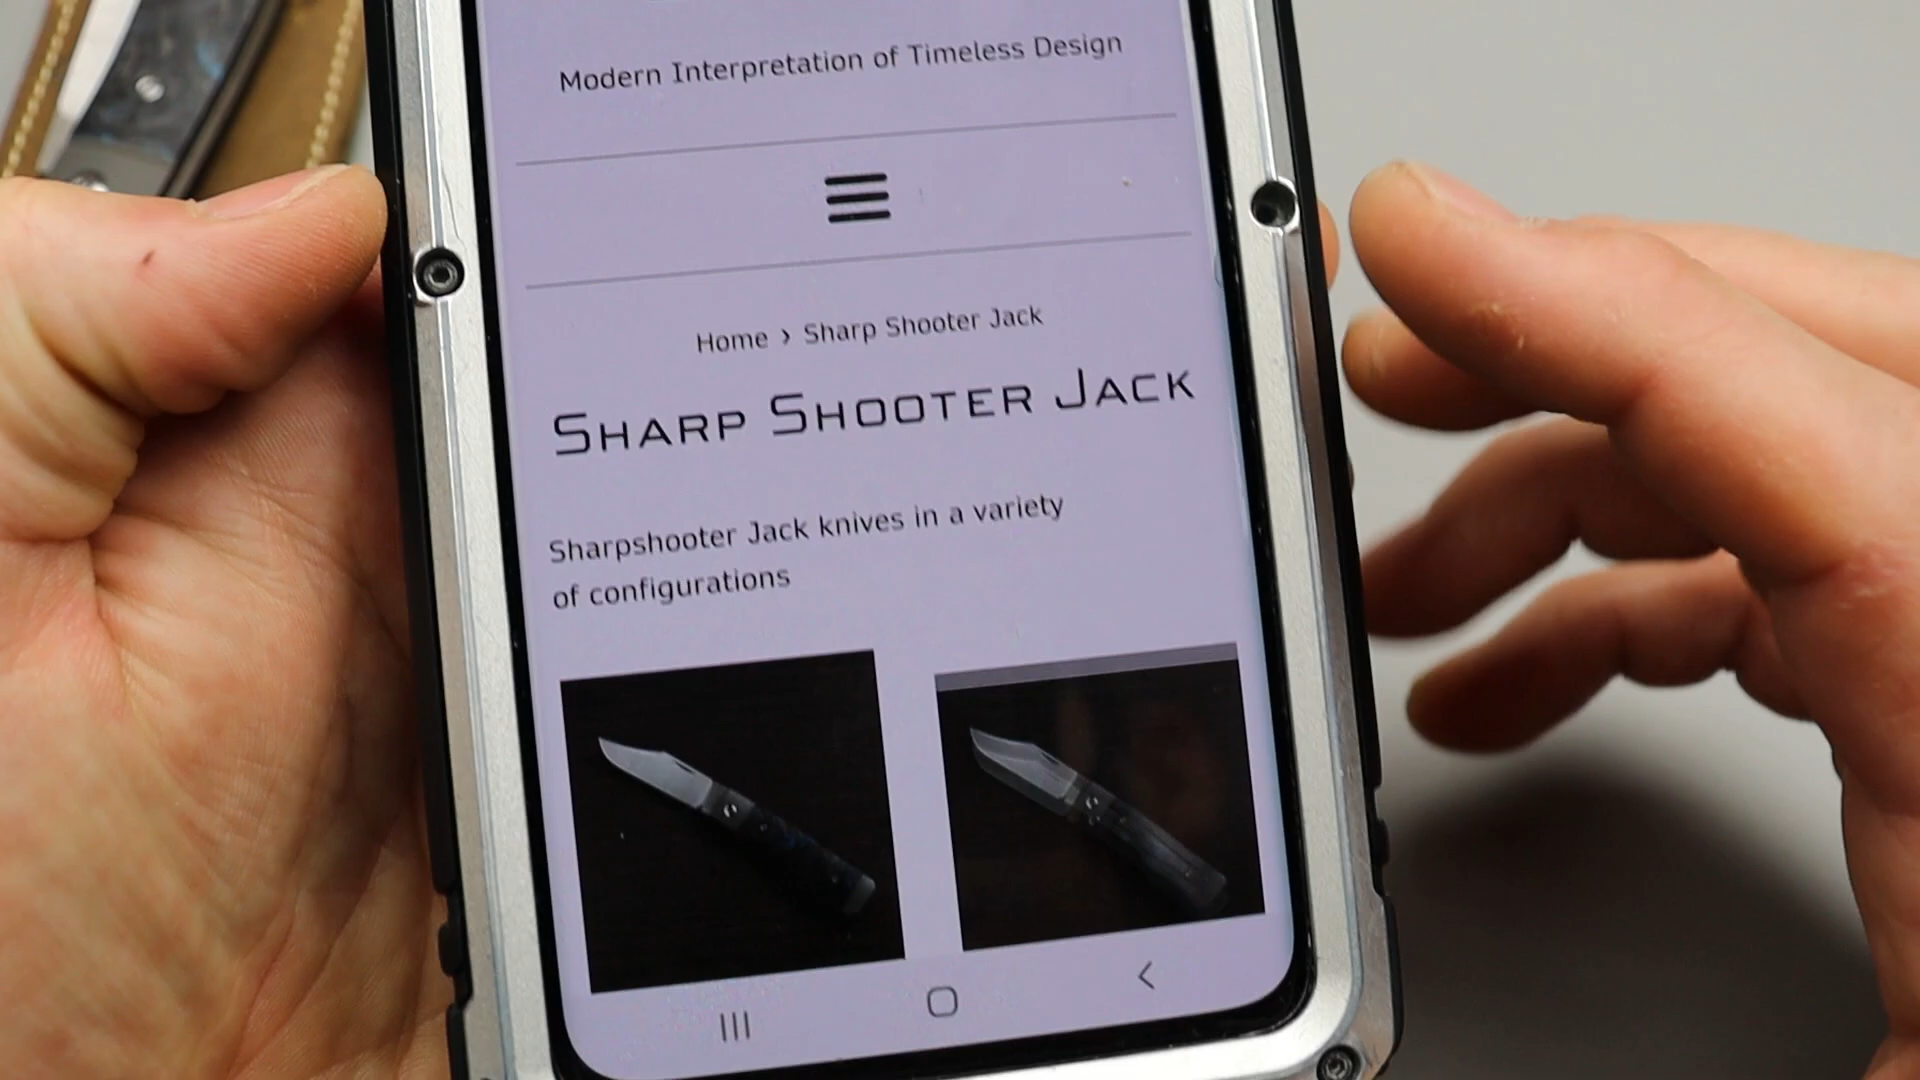 Modern Interpretation of Timeless Design
Home › Sharp Shooter Jack
Sharp Shooter Jack
Sharpshooter Jack knives in a variety
of configurations